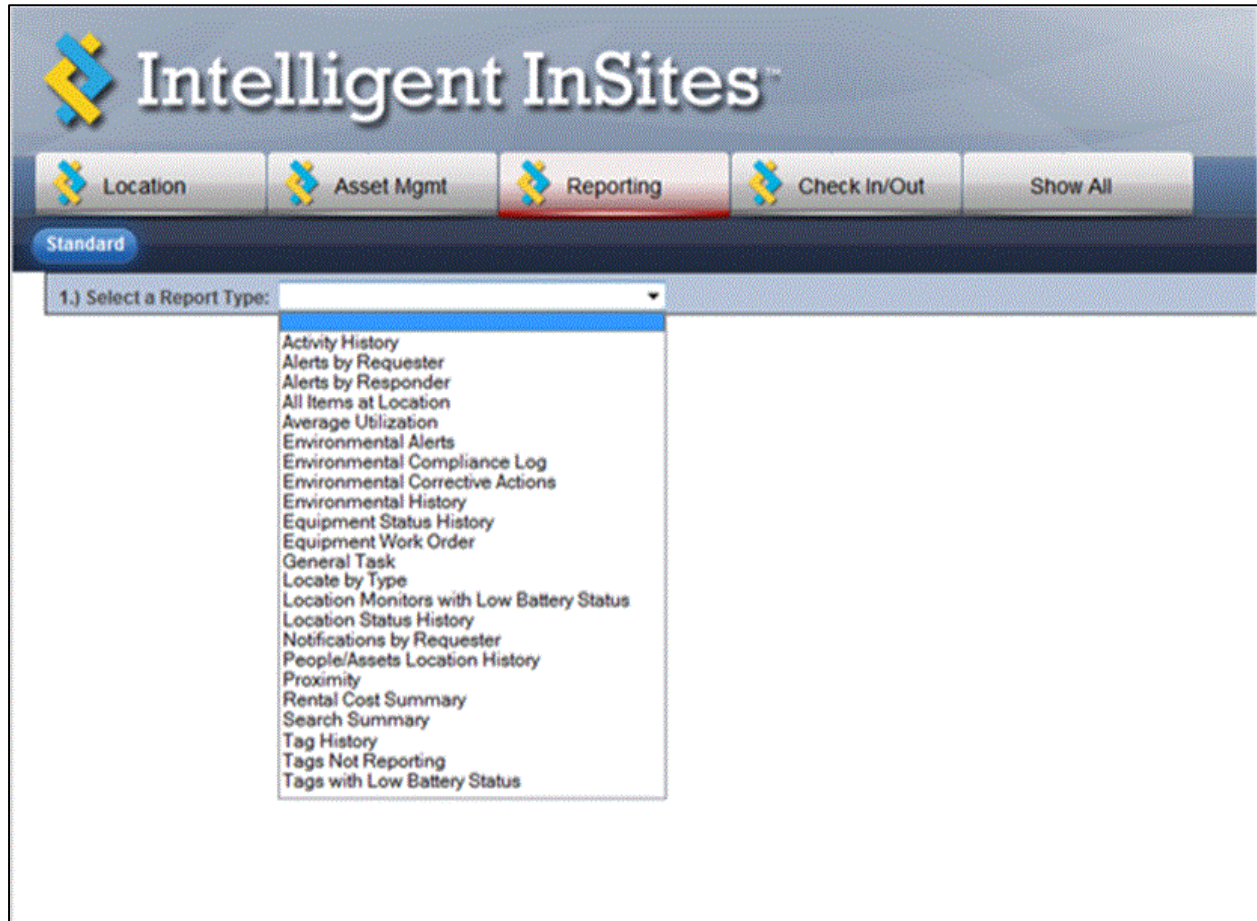 Intelligent InSites™
Location Asset Mgmt Reporting Check In/Out Show All
Standard
1.) Select a Report Type:
Activity History
Alerts by Requester
Alerts by Responder
All Items at Location
Average Utilization
Environmental Alerts
Environmental Compliance Log
Environmental Corrective Actions
Environmental History
Equipment Status History
Equipment Work Order
General Task
Locate by Type
Location Monitors with Low Battery Status
Location Status History
Notifications by Requester
People/Assets Location History
Proximity
Rental Cost Summary
Search Summary
Tag History
Tags Not Reporting
Tags with Low Battery Status